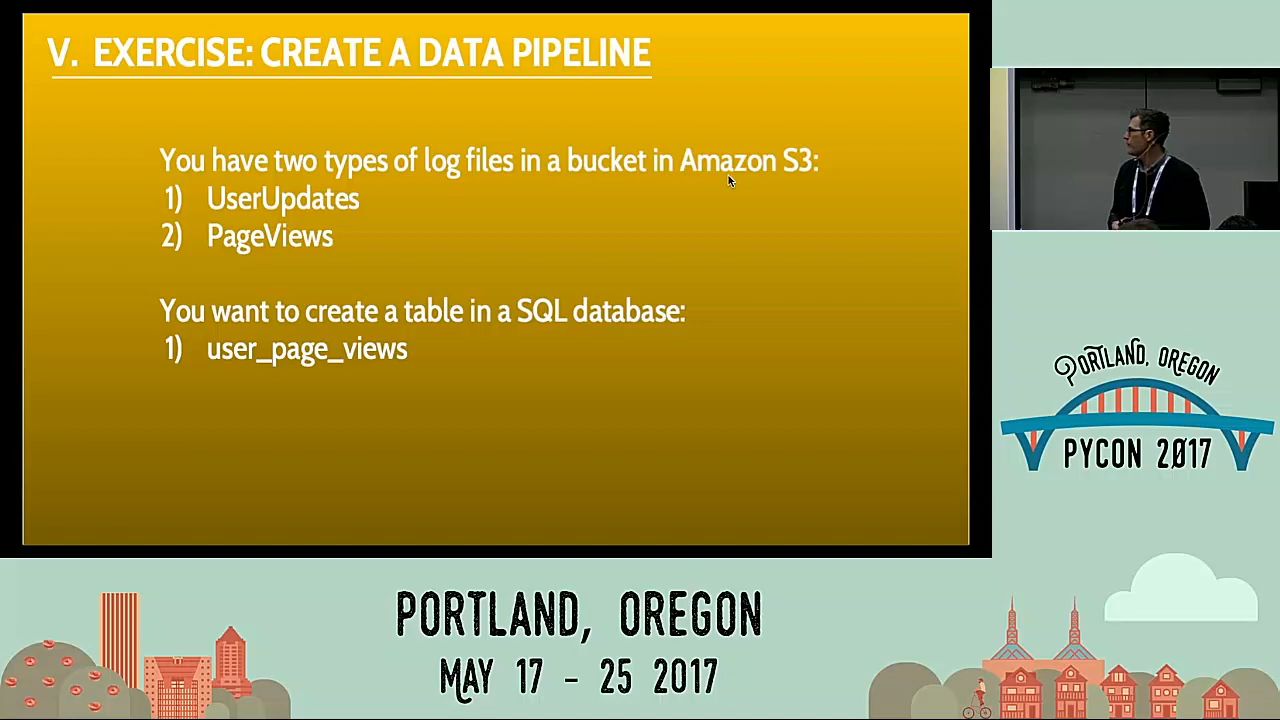 V. EXERCISE: CREATE A DATA PIPELINE
You have two types of log files in a bucket in Amazon S3:
1) UserUpdates
2) PageViews
You want to create a table in a SQL database:
1) user_page_views
PORTLAND, OREGON
PYCON 2017
PORTLAND, OREGON
MAY 17 - 25 2017